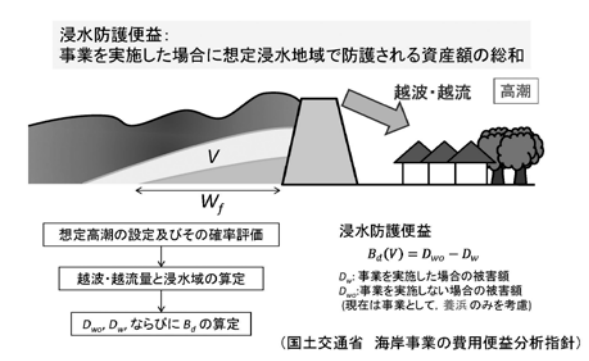 浸水防護便益：
事業を実施した場合に想定浸水地域で防護される資産額の総和
越波・越流
高潮
V
W_f
想定高潮の設定及びその確率評価
越波・越流量と浸水域の算定
D_wo, D_w, ならびに B_d の算定
浸水防護便益
B_d(V) = D_wo − D_w
D_w:事業を実施した場合の被害額
D_wo:事業を実施しない場合の被害額
(現在は事業として，養浜のみを考慮)
(国土交通省　海岸事業の費用便益分析指針)